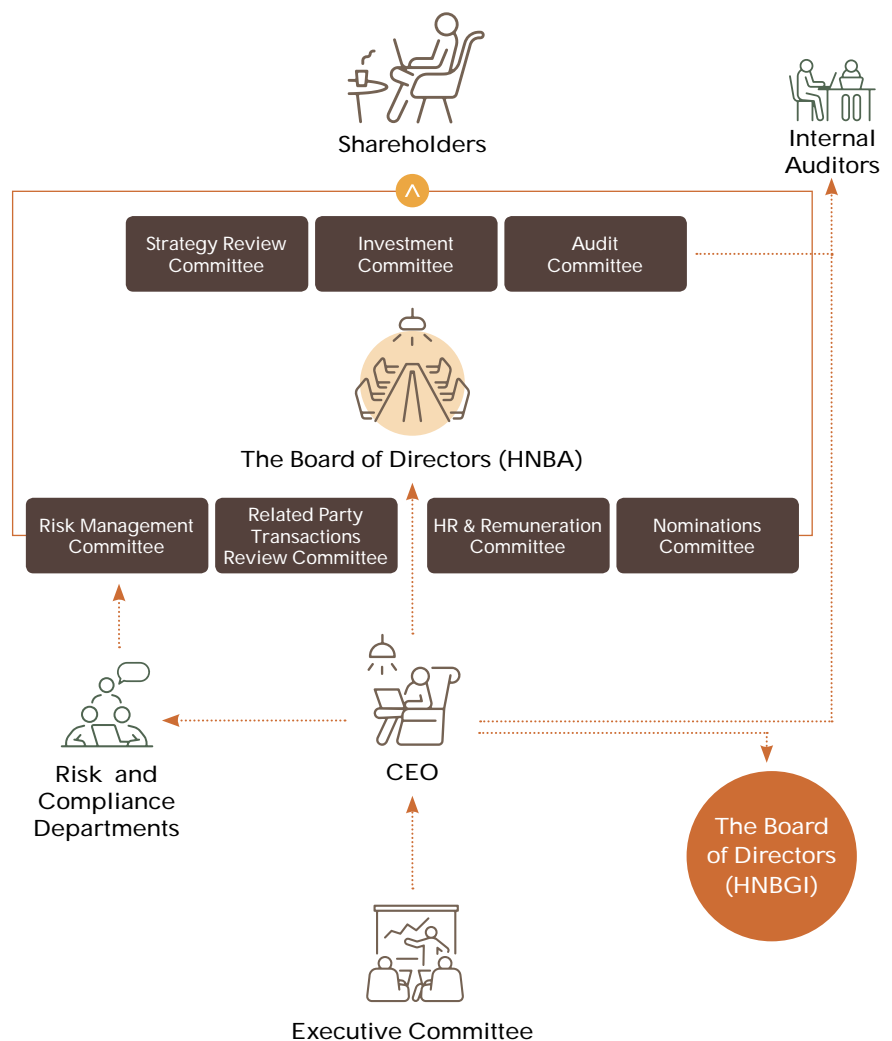 Shareholders
Internal
Auditors
Strategy Review
Committee
Investment
Committee
Audit
Committee
The Board of Directors (HNBA)
Risk Management
Committee
Related Party
Transactions
Review Committee
HR & Remuneration
Committee
Nominations
Committee
Risk and
Compliance
Departments
CEO
The Board
of Directors
(HNBGI)
Executive Committee